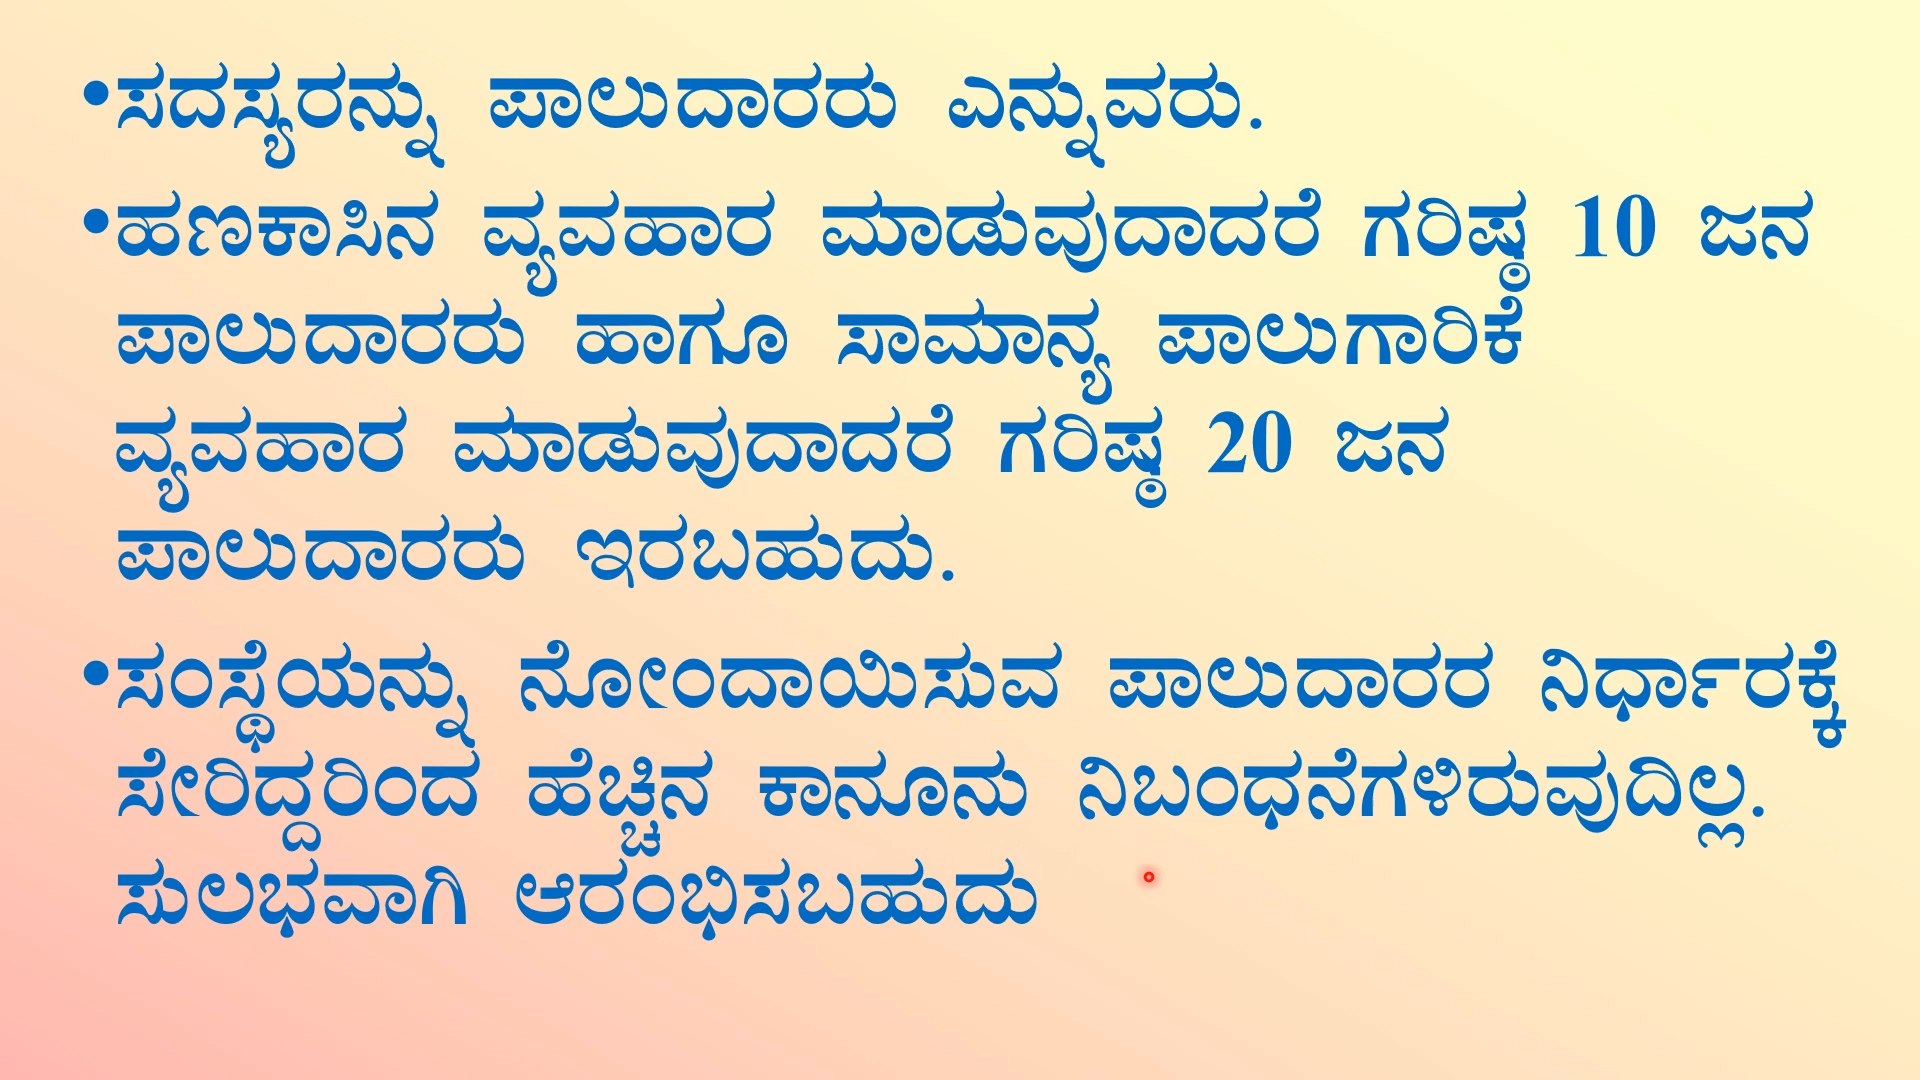 •ಸದಸ್ಯರನ್ನು ಪಾಲುದಾರರು ಎನ್ನುವರು.
•ಹಣಕಾಸಿನ ವ್ಯವಹಾರ ಮಾಡುವುದಾದರೆ ಗರಿಷ್ಠ 10 ಜನ
ಪಾಲುದಾರರು ಹಾಗೂ ಸಾಮಾನ್ಯ ಪಾಲುಗಾರಿಕೆ
ವ್ಯವಹಾರ ಮಾಡುವುದಾದರೆ ಗರಿಷ್ಠ 20 ಜನ
ಪಾಲುದಾರರು ಇರಬಹುದು.
•ಸಂಸ್ಥೆಯನ್ನು ನೋಂದಾಯಿಸುವ ಪಾಲುದಾರರ ನಿರ್ಧಾರಕ್ಕೆ
ಸೇರಿದ್ದರಿಂದ ಹೆಚ್ಚಿನ ಕಾನೂನು ನಿಬಂಧನೆಗಳಿರುವುದಿಲ್ಲ.
ಸುಲಭವಾಗಿ ಆರಂಭಿಸಬಹುದು